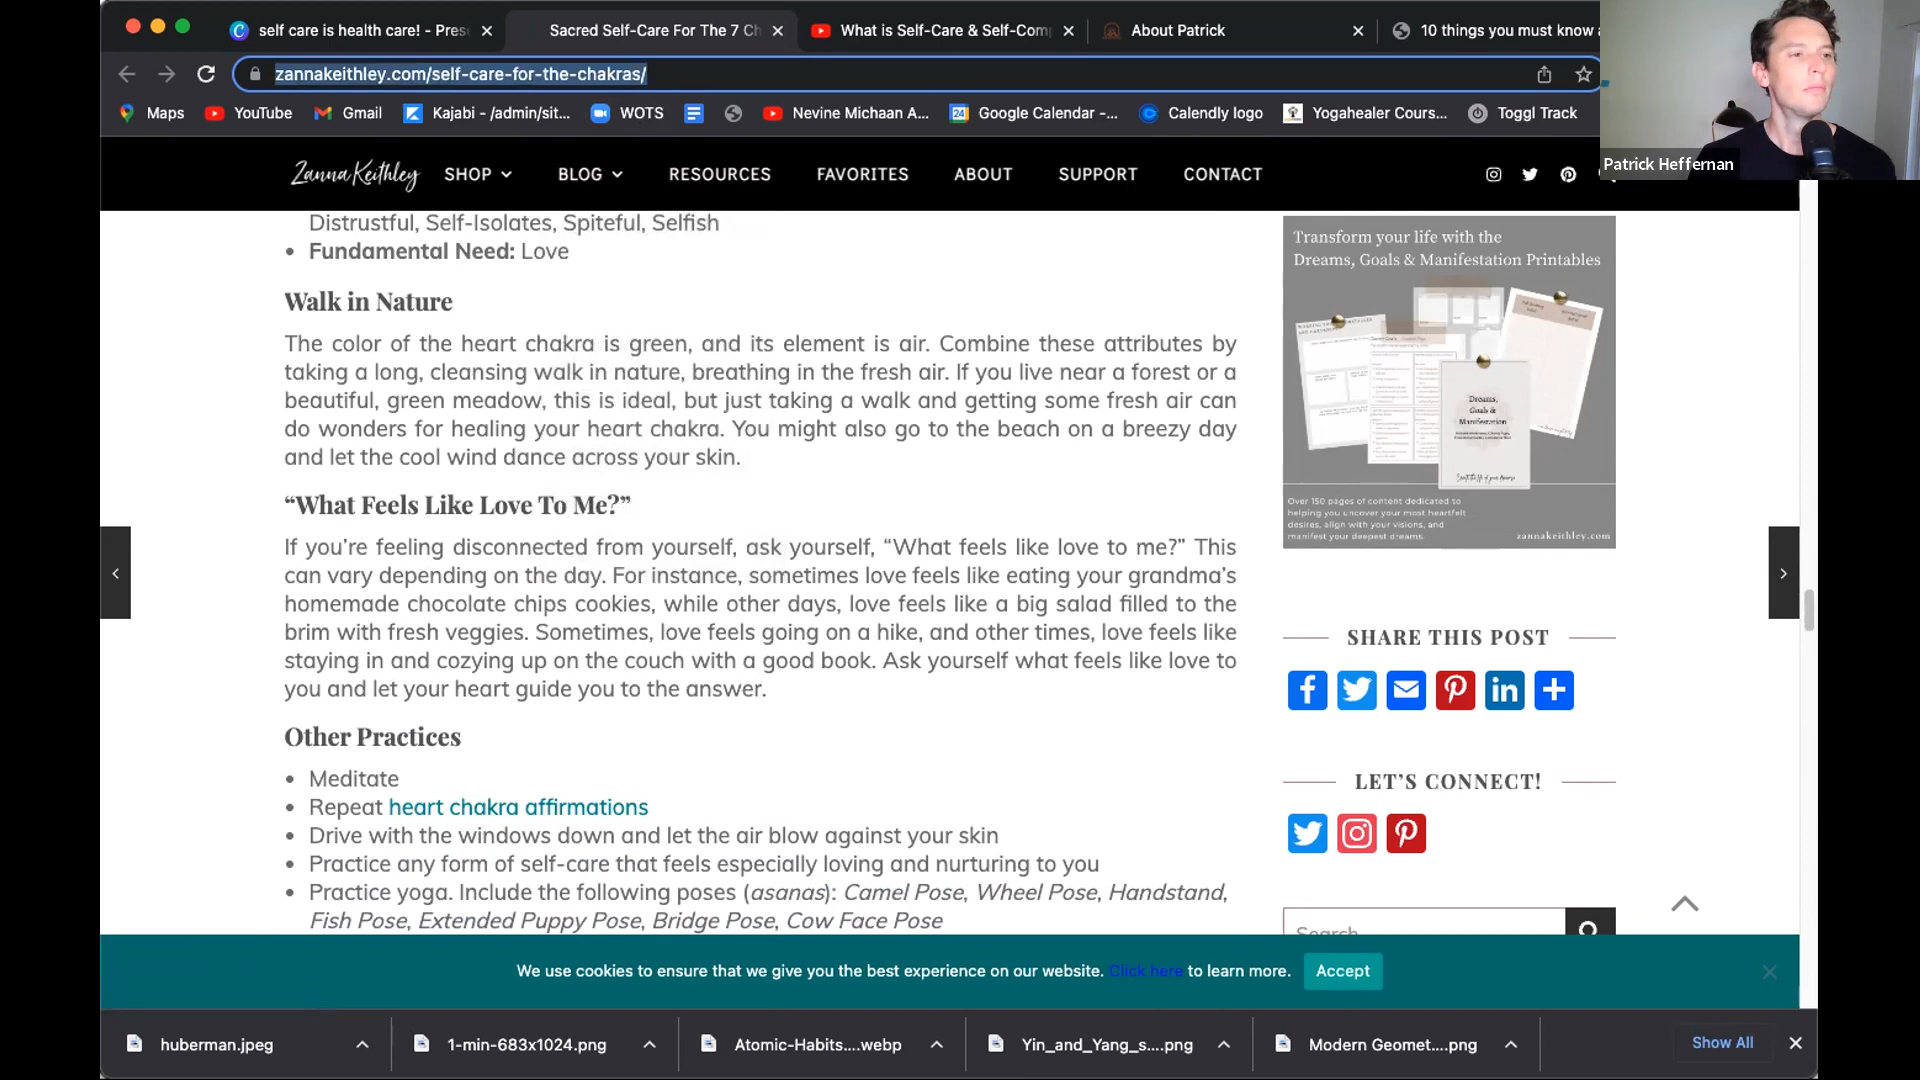 self care is health care! - Pres
Sacred Self-Care For The 7 Ch
What is Self-Care & Self-Comp
About Patrick
10 things you must know a
zannakeithley.com/self-care-for-the-chakras/
Maps
YouTube
Gmail
Kajabi - /admin/sit...
WOTS
Nevine Michaan A...
Google Calendar -...
Calendly logo
Yogahealer Cours...
Toggl Track
Patrick Heffernan
Zanna Keithley
SHOP
BLOG
RESOURCES
FAVORITES
ABOUT
SUPPORT
CONTACT
Distrustful, Self-Isolates, Spiteful, Selfish
• Fundamental Need: Love
Walk in Nature
The color of the heart chakra is green, and its element is air. Combine these attributes by
taking a long, cleansing walk in nature, breathing in the fresh air. If you live near a forest or a
beautiful, green meadow, this is ideal, but just taking a walk and getting some fresh air can
do wonders for healing your heart chakra. You might also go to the beach on a breezy day
and let the cool wind dance across your skin.
“What Feels Like Love To Me?”
If you’re feeling disconnected from yourself, ask yourself, “What feels like love to me?” This
can vary depending on the day. For instance, sometimes love feels like eating your grandma’s
homemade chocolate chips cookies, while other days, love feels like a big salad filled to the
brim with fresh veggies. Sometimes, love feels going on a hike, and other times, love feels like
staying in and cozying up on the couch with a good book. Ask yourself what feels like love to
you and let your heart guide you to the answer.
Other Practices
• Meditate
• Repeat heart chakra affirmations
• Drive with the windows down and let the air blow against your skin
• Practice any form of self-care that feels especially loving and nurturing to you
• Practice yoga. Include the following poses (asanas): Camel Pose, Wheel Pose, Handstand,
Fish Pose, Extended Puppy Pose, Bridge Pose, Cow Face Pose
Transform your life with the
Dreams, Goals & Manifestation Printables
Dreams,
Goals &
Manifestation
Over 150 pages of content dedicated to
helping you uncover your most heartfelt
desires, align with your visions, and
manifest your deepest dreams.
zannakeithley.com
SHARE THIS POST
LET’S CONNECT!
Search
We use cookies to ensure that we give you the best experience on our website. Click here to learn more.
Accept
huberman.jpeg
1-min-683x1024.png
Atomic-Habits....webp
Yin_and_Yang_s....png
Modern Geomet....png
Show All